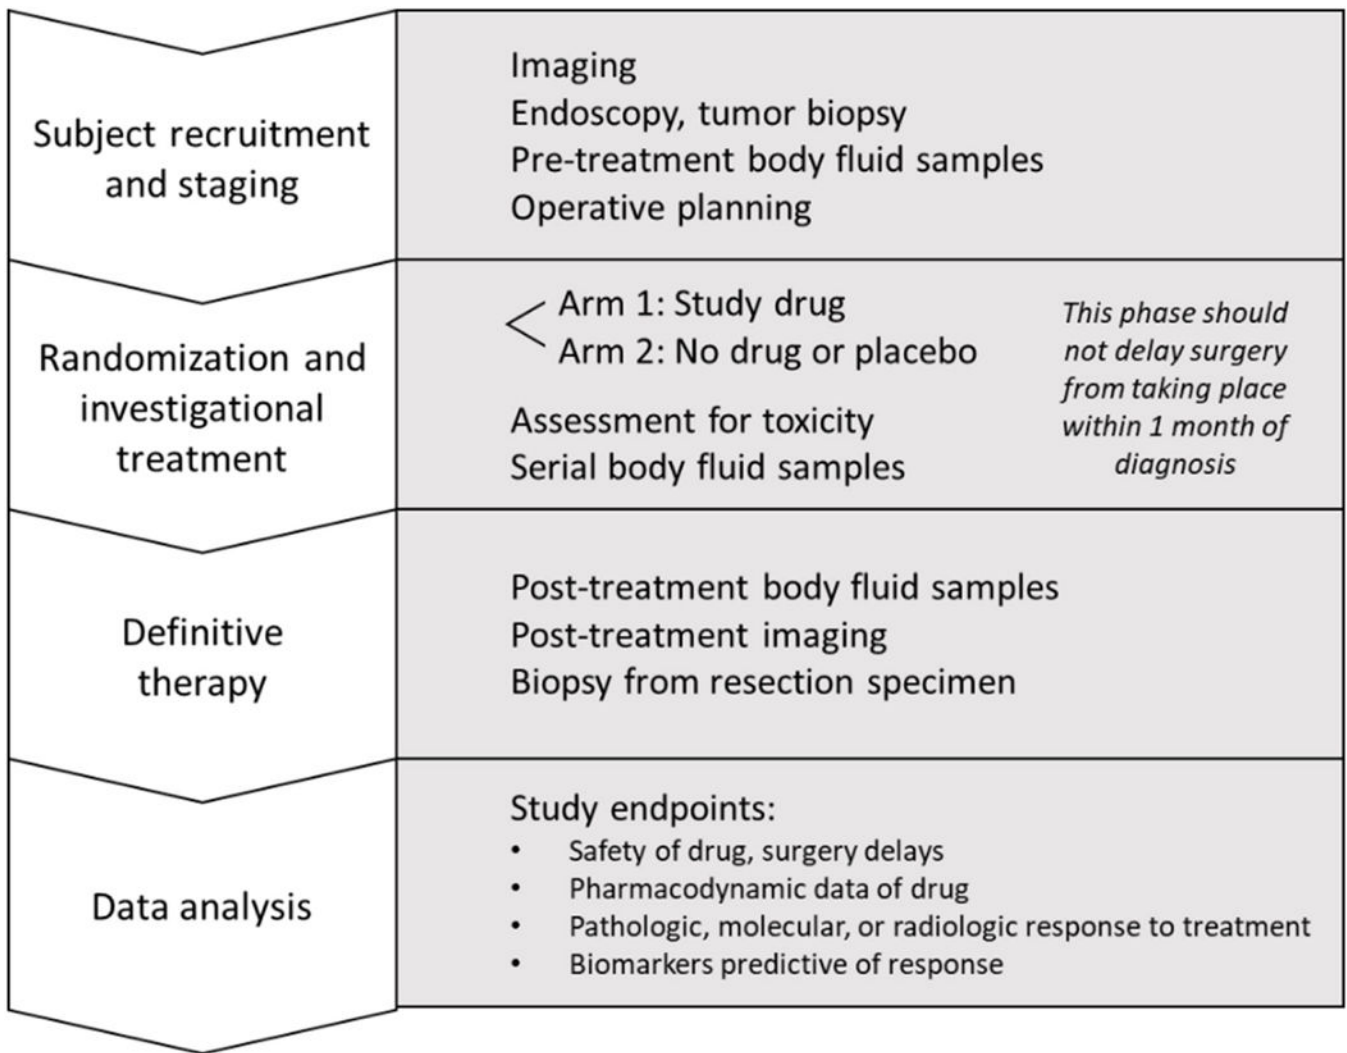 Subject recruitment
and staging
Imaging
Endoscopy, tumor biopsy
Pre-treatment body fluid samples
Operative planning
Randomization and
investigational
treatment
Arm 1: Study drug
Arm 2: No drug or placebo
Assessment for toxicity
Serial body fluid samples
This phase should
not delay surgery
from taking place
within 1 month of
diagnosis
Definitive
therapy
Post-treatment body fluid samples
Post-treatment imaging
Biopsy from resection specimen
Data analysis
Study endpoints:
• Safety of drug, surgery delays
• Pharmacodynamic data of drug
• Pathologic, molecular, or radiologic response to treatment
• Biomarkers predictive of response